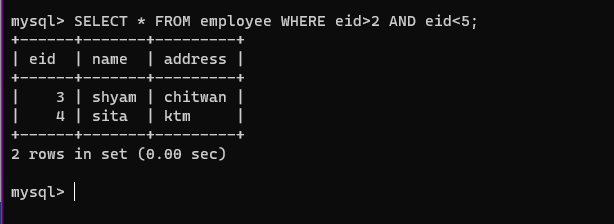 mysql> SELECT * FROM employee WHERE eid>2 AND eid<5;
+------+-------+---------+
| eid  | name  | address |
+------+-------+---------+
|    3 | shyam | chitwan |
|    4 | sita  | ktm     |
+------+-------+---------+
2 rows in set (0.00 sec)
mysql>